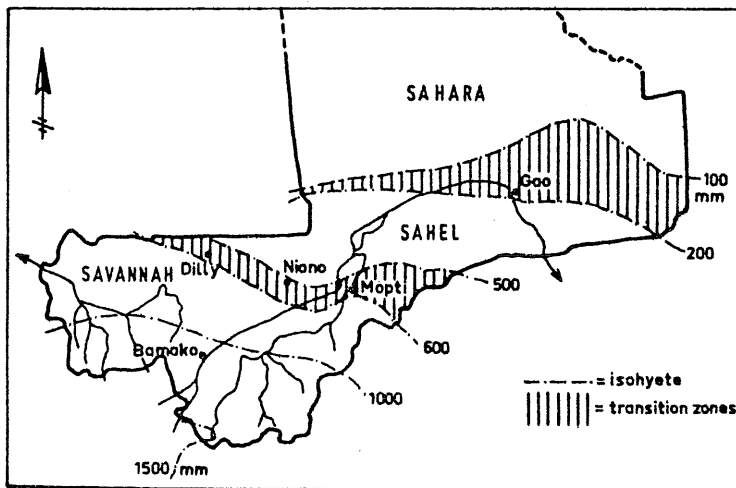 SAHARA
Gao
100
mm
SAHEL
200
SAVANNAH
Dilly
Niono
Mopti
500
600
Bamako
1000
1500 mm
= isohyete
= transition zones